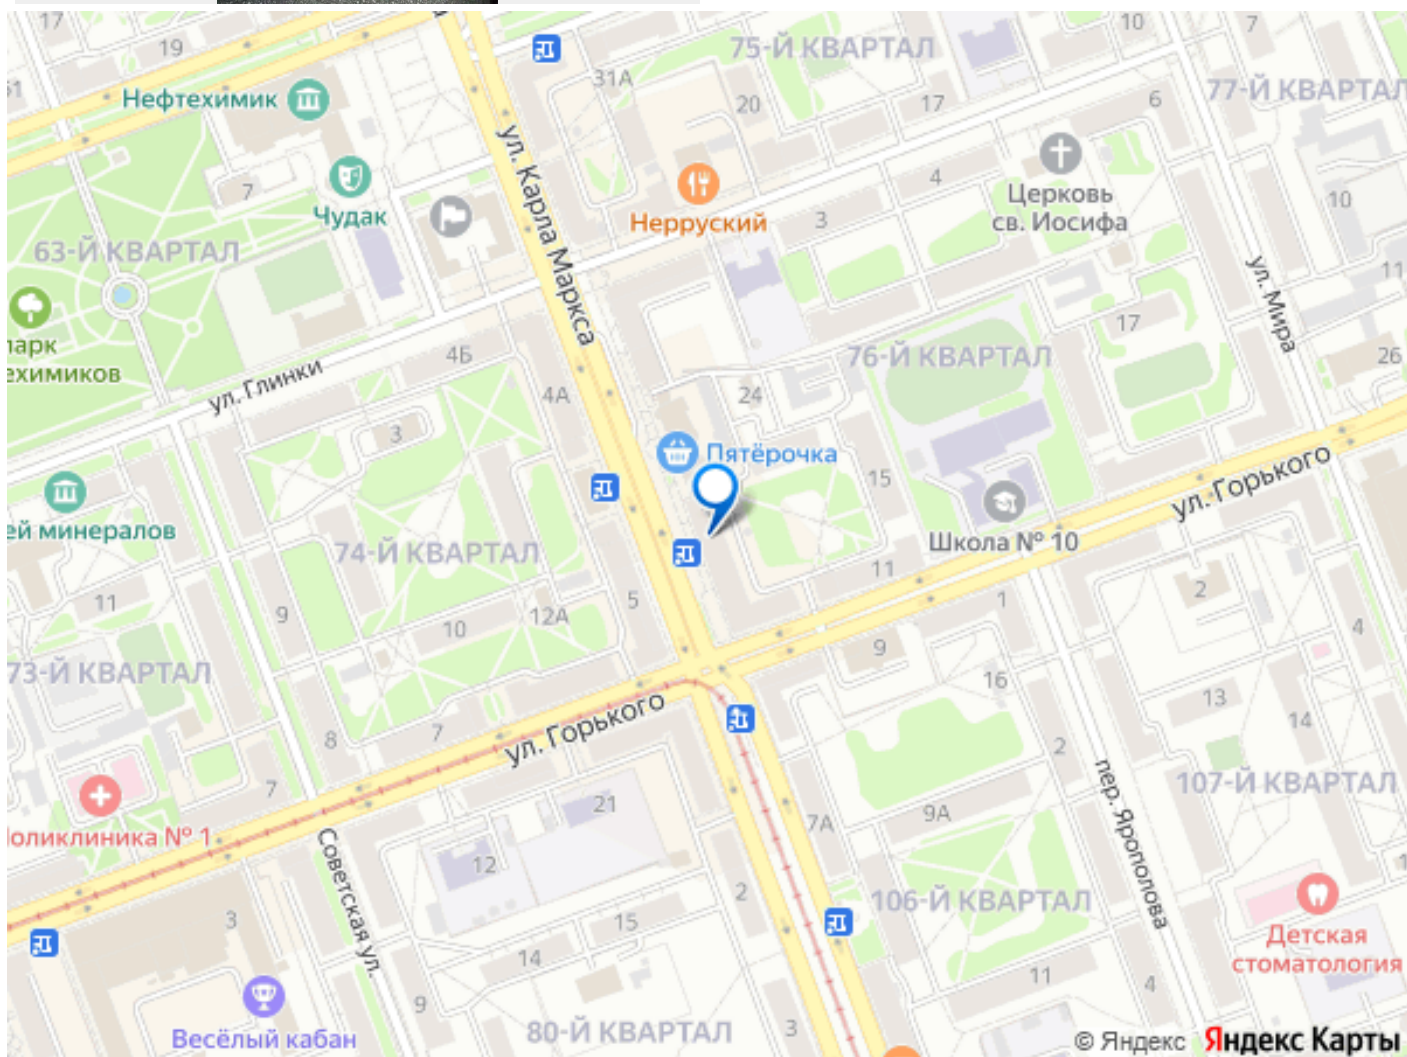 17
19
10
7
75-Й КВАРТАЛ
31А
Нефтехимик
20
17
6
77-Й КВАРТАЛ
ул. Карла Маркса
7
4
Церковь
св. Иосифа
10
Чудак
Нерруский
3
63-Й КВАРТАЛ
11
ул. Мира
17
парк
ехимиков
4Б
76-Й КВАРТАЛ
26
ул. Глинки
4А
24
3
Пятёрочка
15
ул. Горького
ей минералов
74-Й КВАРТАЛ
Школа № 10
11
11
9
10
12А
5
1
2
4
9
73-Й КВАРТАЛ
16
13
14
8
7
ул. Горького
2
7
21
пер. Ярополова
107-Й КВАРТАЛ
Поликлиника № 1
Советская ул.
12
7А
9А
2
106-Й КВАРТАЛ
3
15
14
Детская
стоматология
11
4
9
Весёлый кабан
80-Й КВАРТАЛ
3
© Яндекс Яндекс Карты